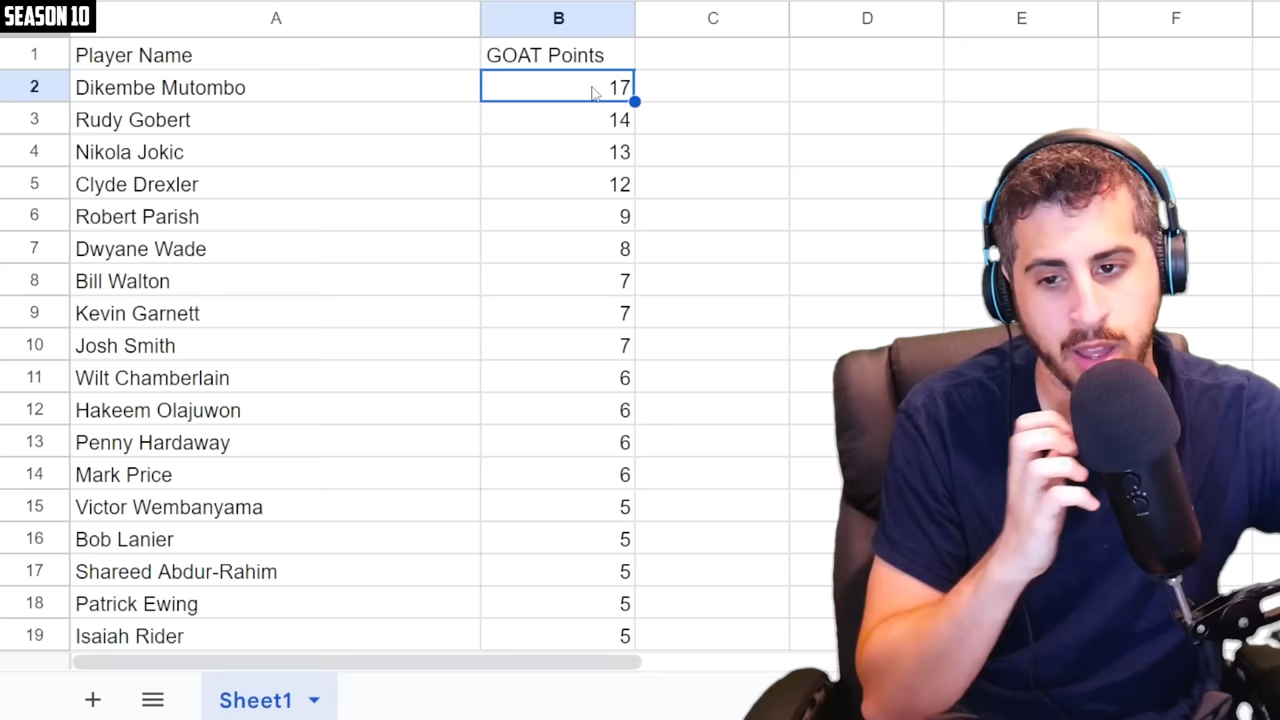 SEASON 10
A B C D E F
1 Player Name GOAT Points
2 Dikembe Mutombo 17
3 Rudy Gobert 14
4 Nikola Jokic 13
5 Clyde Drexler 12
6 Robert Parish 9
7 Dwyane Wade 8
8 Bill Walton 7
9 Kevin Garnett 7
10 Josh Smith 7
11 Wilt Chamberlain 6
12 Hakeem Olajuwon 6
13 Penny Hardaway 6
14 Mark Price 6
15 Victor Wembanyama 5
16 Bob Lanier 5
17 Shareed Abdur-Rahim 5
18 Patrick Ewing 5
19 Isaiah Rider 5
Sheet1